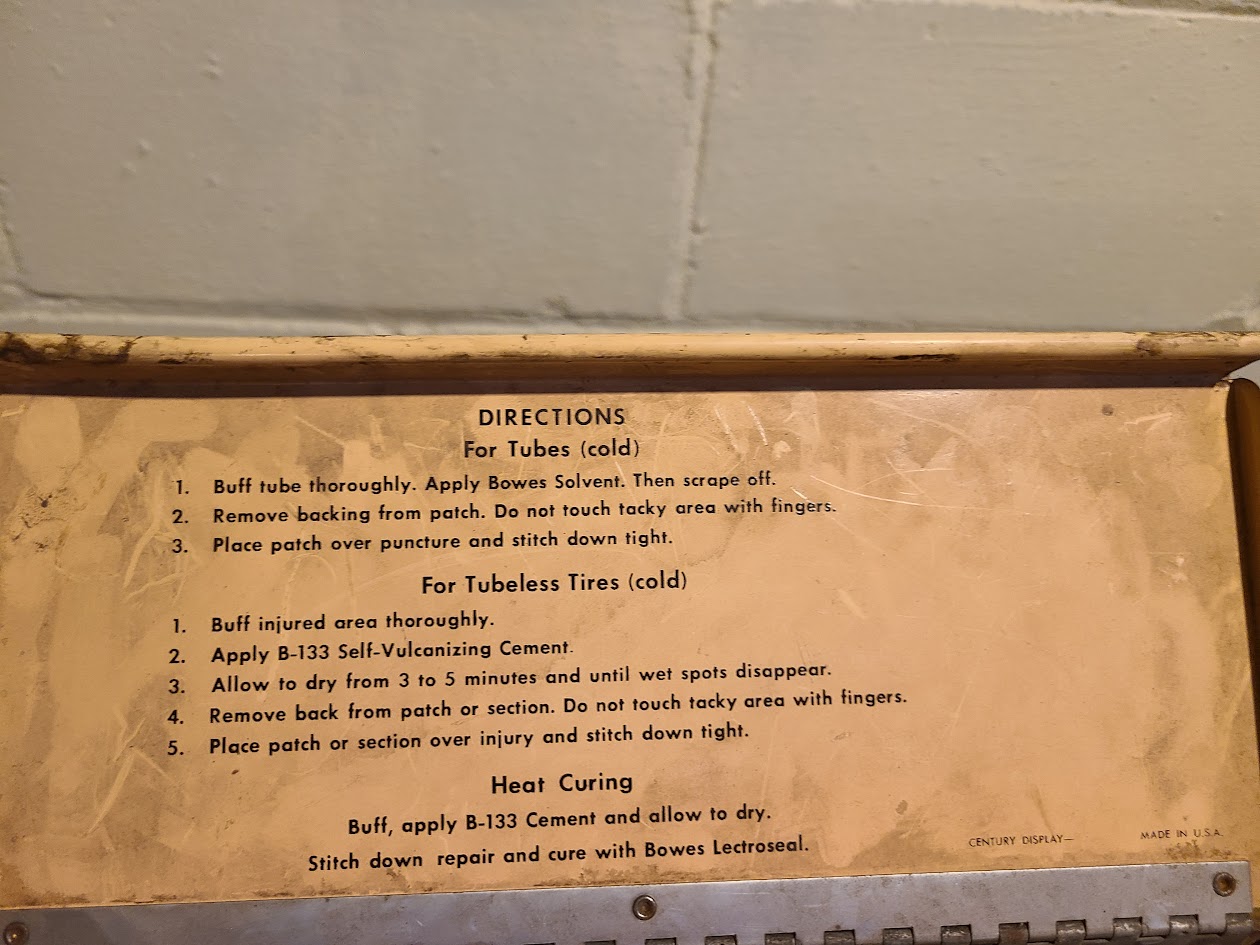 DIRECTIONS
For Tubes (cold)
1. Buff tube thoroughly. Apply Bowes Solvent. Then scrape off.
2. Remove backing from patch. Do not touch tacky area with fingers.
3. Place patch over puncture and stitch down tight.
For Tubeless Tires (cold)
1. Buff injured area thoroughly.
2. Apply B-133 Self-Vulcanizing Cement.
3. Allow to dry from 3 to 5 minutes and until wet spots disappear.
4. Remove back from patch or section. Do not touch tacky area with fingers.
5. Place patch or section over injury and stitch down tight.
Heat Curing
Buff, apply B-133 Cement and allow to dry.
Stitch down repair and cure with Bowes Lectroseal.
CENTURY DISPLAY— MADE IN U.S.A.